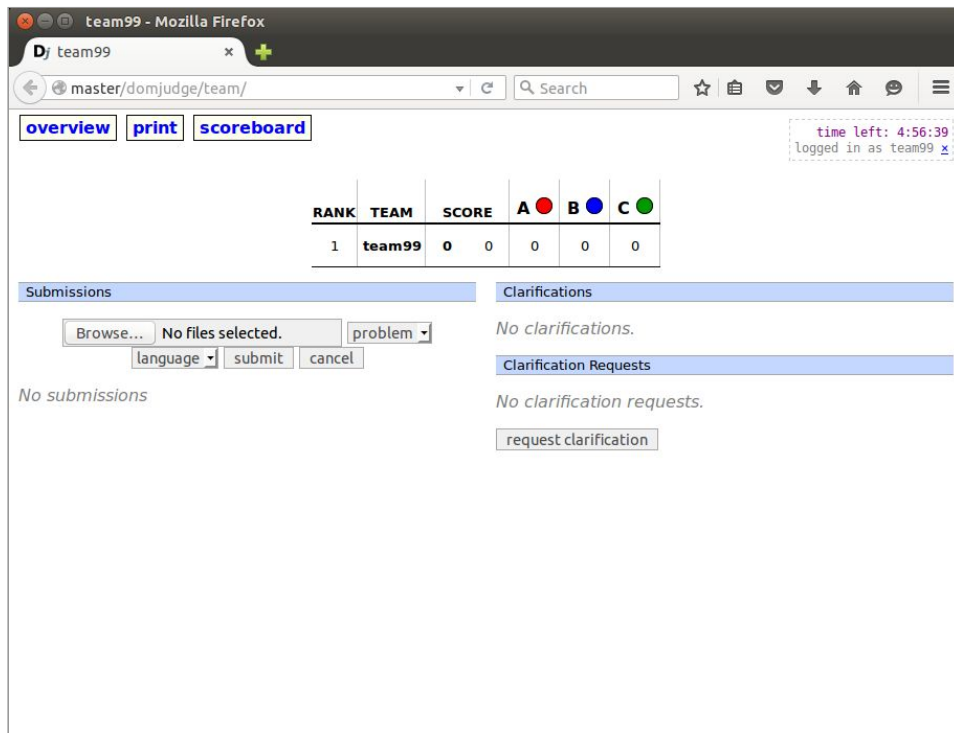 team99 - Mozilla Firefox
Dj team99
master/domjudge/team/
Search
overview print scoreboard
time left: 4:56:39
logged in as team99 ×
RANK TEAM SCORE A B C
1 team99 0 0 0 0 0
Submissions
Browse... No files selected. problem
language submit cancel
No submissions
Clarifications
No clarifications.
Clarification Requests
No clarification requests.
request clarification